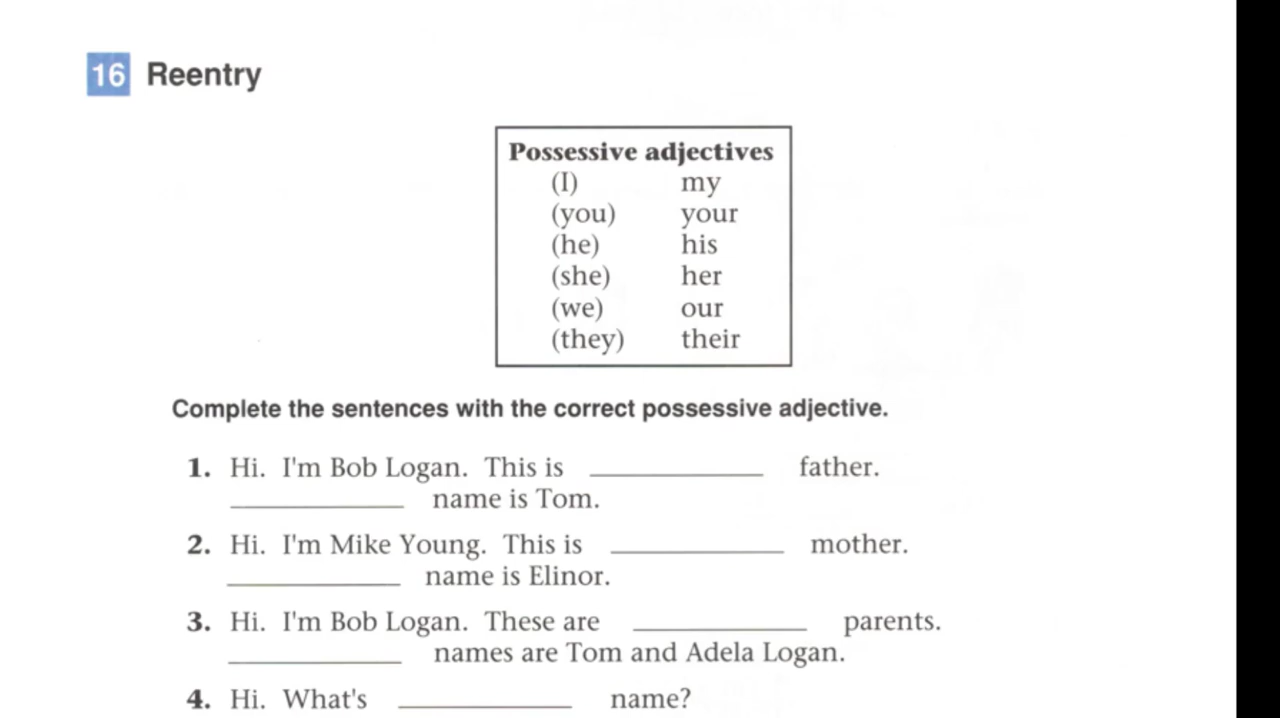 16 Reentry
Possessive adjectives
(I) my
(you) your
(he) his
(she) her
(we) our
(they) their
Complete the sentences with the correct possessive adjective.
1. Hi. I'm Bob Logan. This is ____________ father.
____________ name is Tom.
2. Hi. I'm Mike Young. This is ____________ mother.
____________ name is Elinor.
3. Hi. I'm Bob Logan. These are ____________ parents.
____________ names are Tom and Adela Logan.
4. Hi. What's ____________ name?